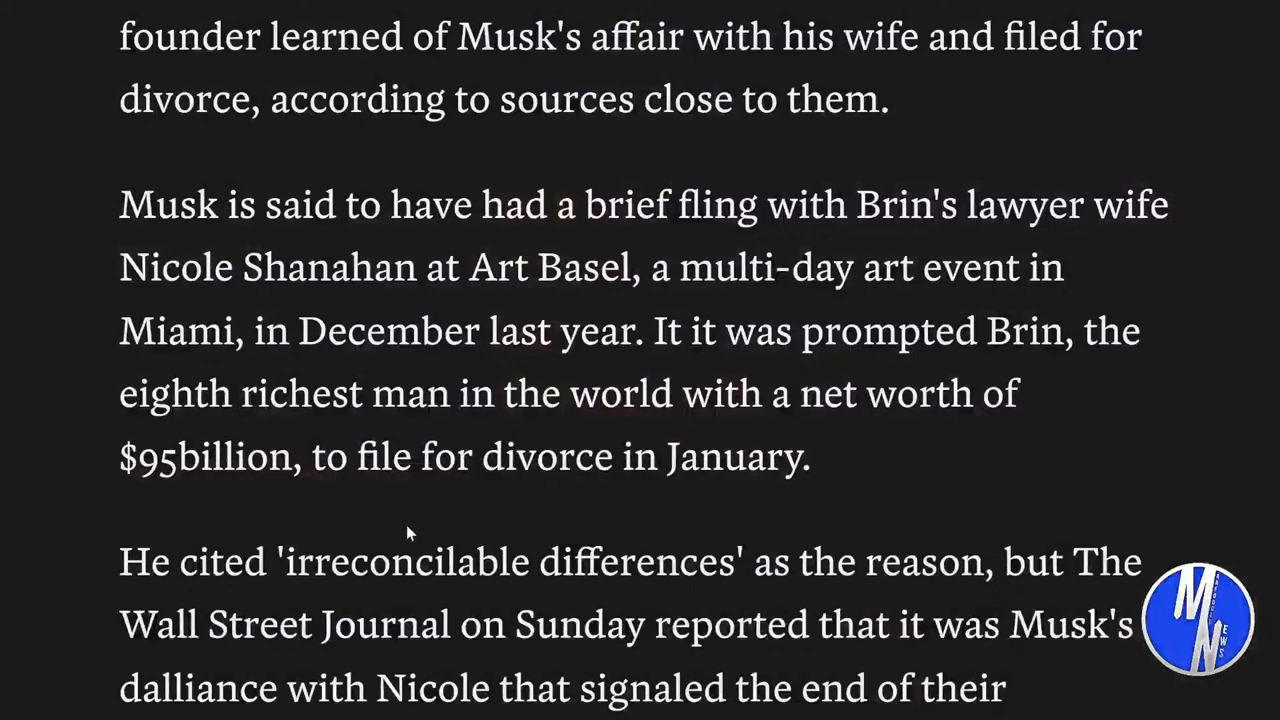 founder learned of Musk's affair with his wife and filed for
divorce, according to sources close to them.
Musk is said to have had a brief fling with Brin's lawyer wife
Nicole Shanahan at Art Basel, a multi-day art event in
Miami, in December last year. It it was prompted Brin, the
eighth richest man in the world with a net worth of
$95billion, to file for divorce in January.
He cited 'irreconcilable differences' as the reason, but The
Wall Street Journal on Sunday reported that it was Musk's
dalliance with Nicole that signaled the end of their